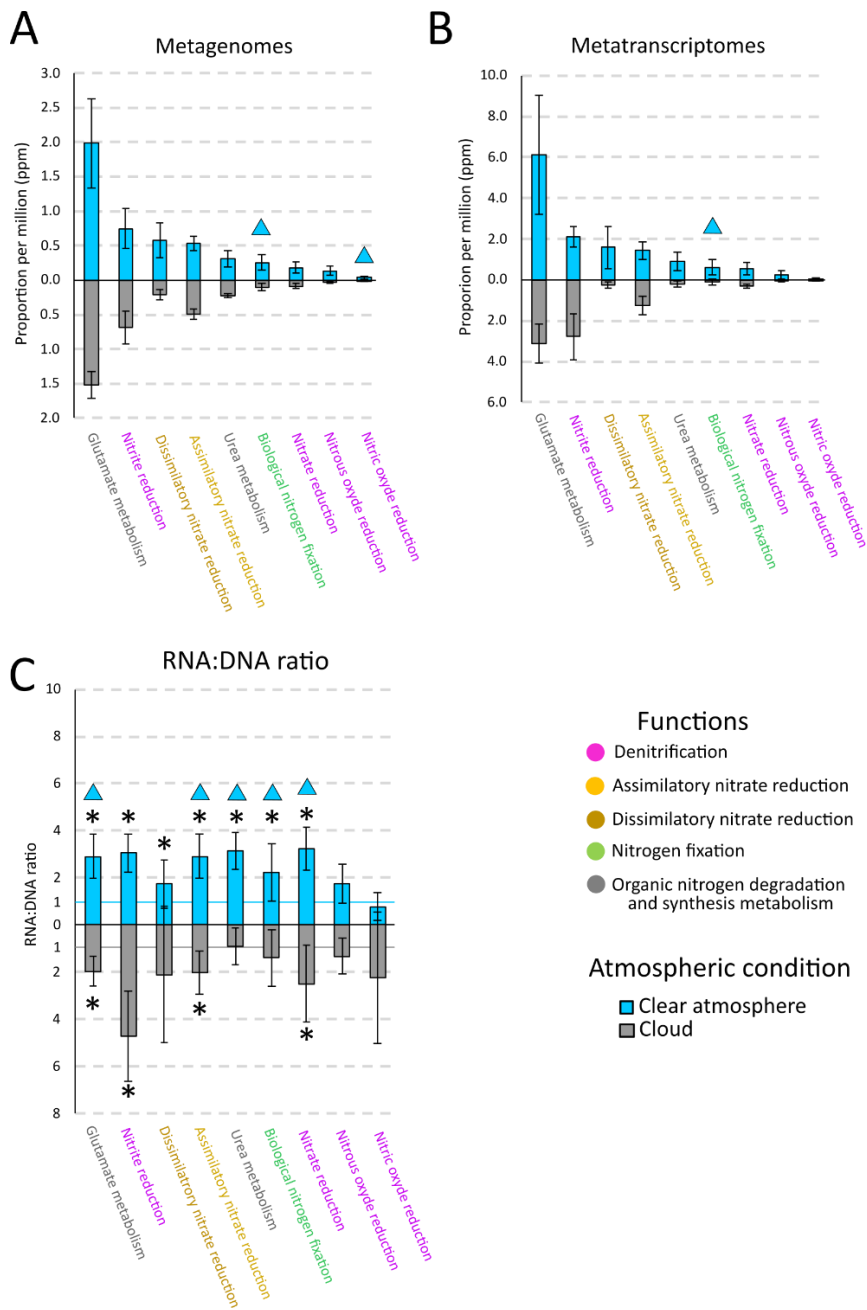 A
Metagenomes
Proportion per million (ppm)
3.0
2.5
2.0
1.5
1.0
0.5
0.0
0.5
1.0
1.5
2.0
Glutamate metabolism
Nitrite reduction
Dissimilatory nitrate reduction
Assimilatory nitrate reduction
Urea metabolism
Biological nitrogen fixation
Nitrate reduction
Nitrous oxyde reduction
Nitric oxyde reduction
B
Metatranscriptomes
Proporion per million (ppm)
10.0
8.0
6.0
4.0
2.0
0.0
2.0
4.0
6.0
Glutamate metabolism
Nitrite reduction
Dissimilatory nitrate reduction
Assimilatory nitrate reduction
Urea metabolism
Biological nitrogen fixation
Nitrate reduction
Nitrous oxyde reduction
Nitric oxyde reduction
C
RNA:DNA ratio
RNA:DNA ratio
10
8
6
4
2
1
0
1
2
4
6
8
* * * * * * *
* * * *
Glutamate metabolism
Nitrite reduction
Dissimilatrory nitrate reduction
Assimilatory nitrate reduction
Urea metabolism
Biological nitrogen fixation
Nitrate reduction
Nitrous oxyde reduction
Nitric oxyde reduction
Functions
Denitrification
Assimilatory nitrate reduction
Dissimilatory nitrate reduction
Nitrogen fixation
Organic nitrogen degradation
and synthesis metabolism
Atmospheric condition
Clear atmosphere
Cloud